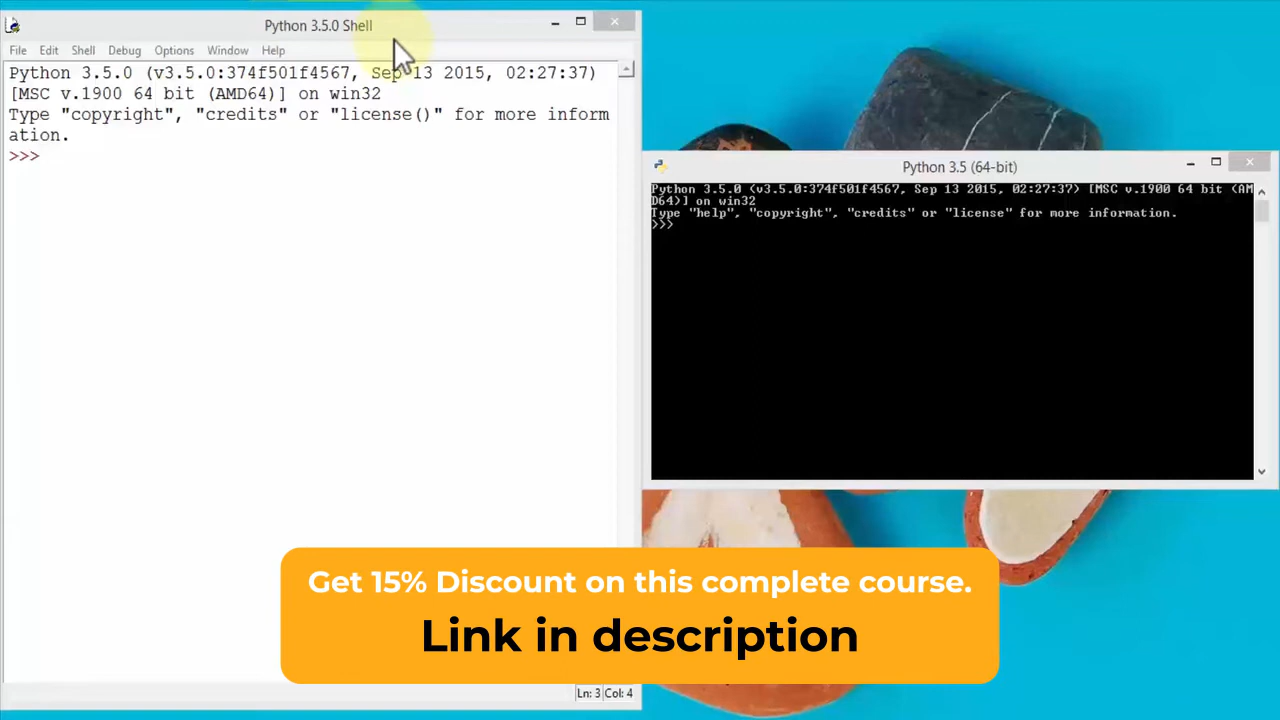 Python 3.5.0 Shell
File Edit Shell Debug Options Window Help
Python 3.5.0 (v3.5.0:374f501f4567, Sep 13 2015, 02:27:37)
[MSC v.1900 64 bit (AMD64)] on win32
Type "copyright", "credits" or "license()" for more inform
ation.
>>>
Python 3.5 (64-bit)
Python 3.5.0 (v3.5.0:374f501f4567, Sep 13 2015, 02:27:37) [MSC v.1900 64 bit (AM
D64)] on win32
Type "help", "copyright", "credits" or "license" for more information.
>>>
Get 15% Discount on this complete course.
Link in description
Ln: 3 Col: 4